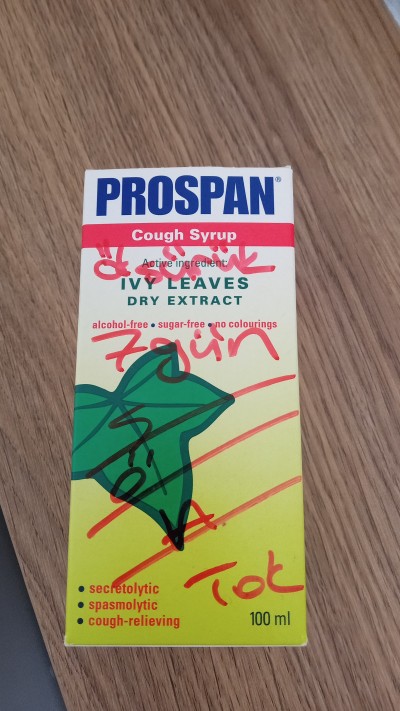 PROSPAN®
Cough Syrup
öksürük
Active ingredient:
IVY LEAVES
DRY EXTRACT
alcohol-free • sugar-free • no colourings
7gün
Tok
• secretolytic
• spasmolytic
• cough-relieving
100 ml